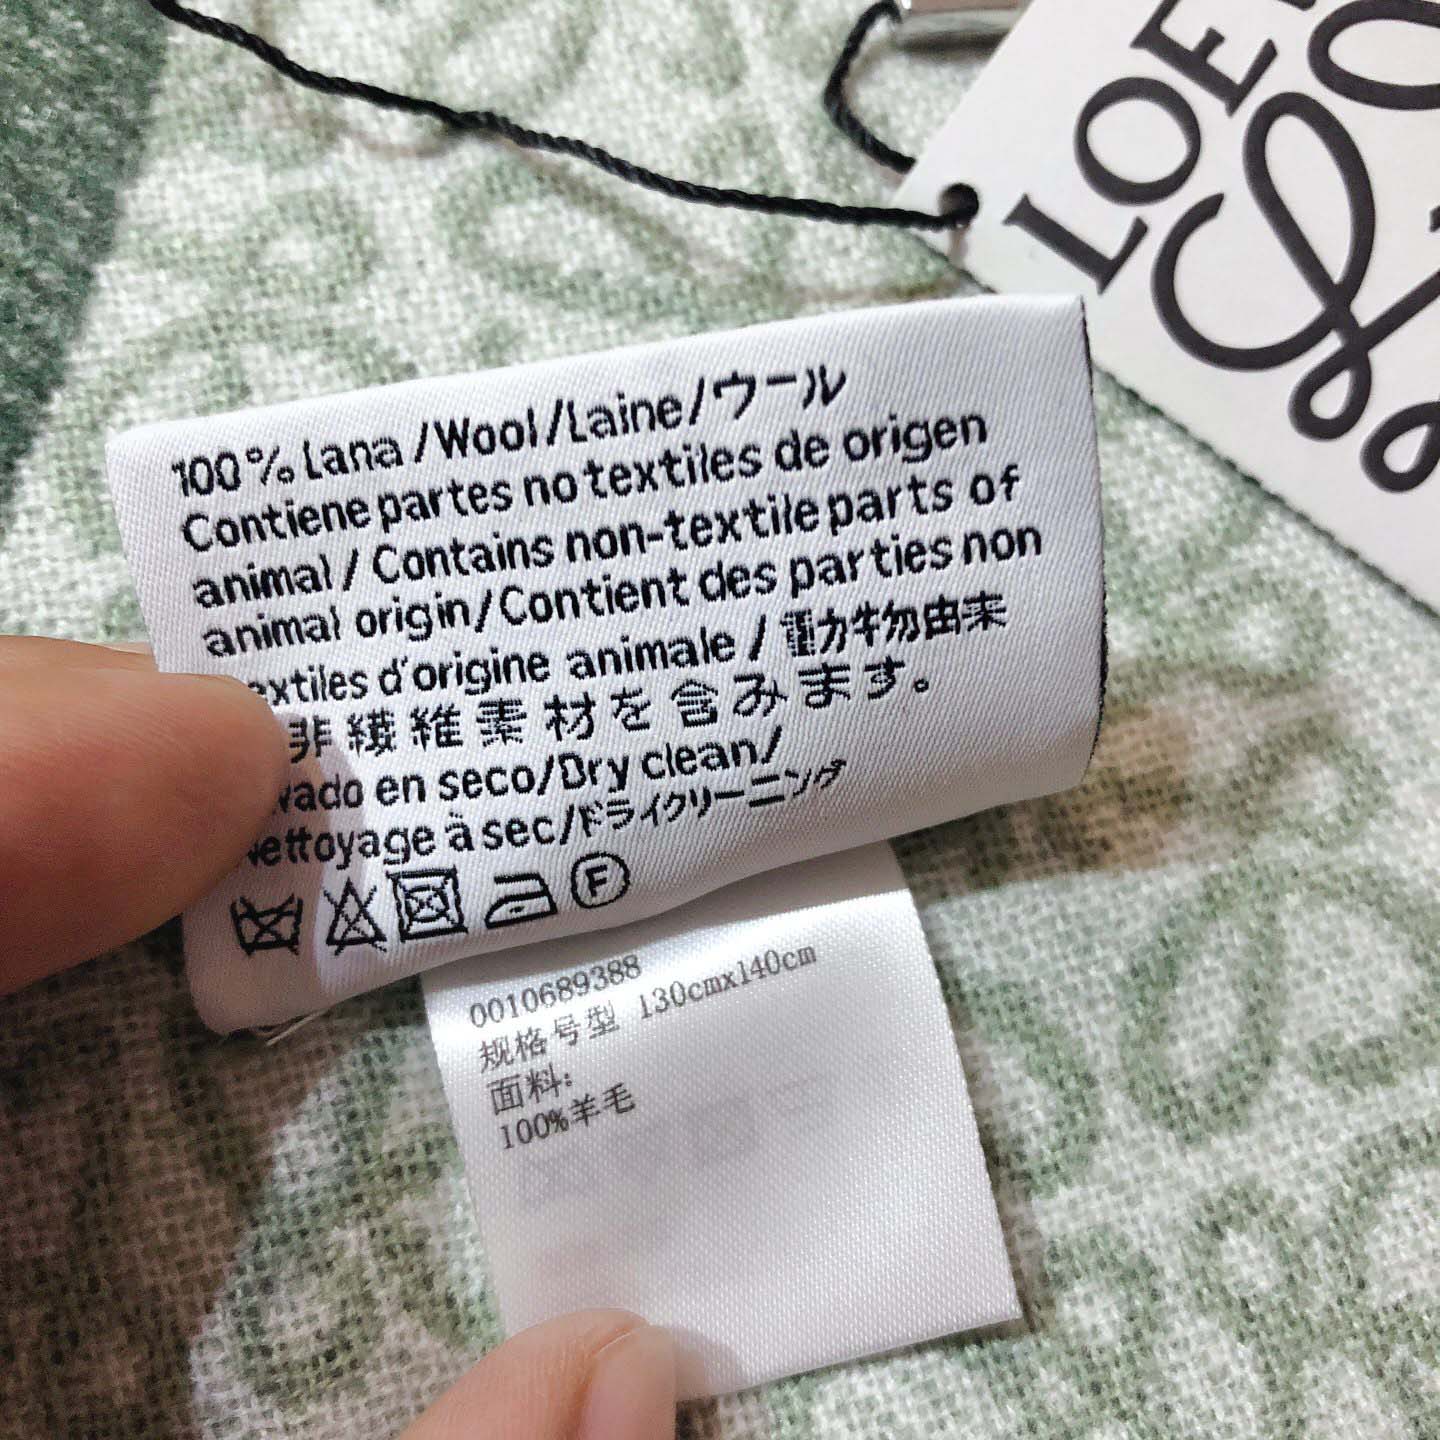 LOE
100% Lana/Wool/Laine/ウール
Contiene partes no textiles de origen
animal/Contains non-textile parts of
animal origin/Contient des parties non
textiles d'origine animale/動物由来
非繊維素材を含みます。
en seco/Dry clean/
Nettoyage à sec/ドライクリーニング
F
0010689388
规格号型 130cmx140cm
面料:
100%羊毛